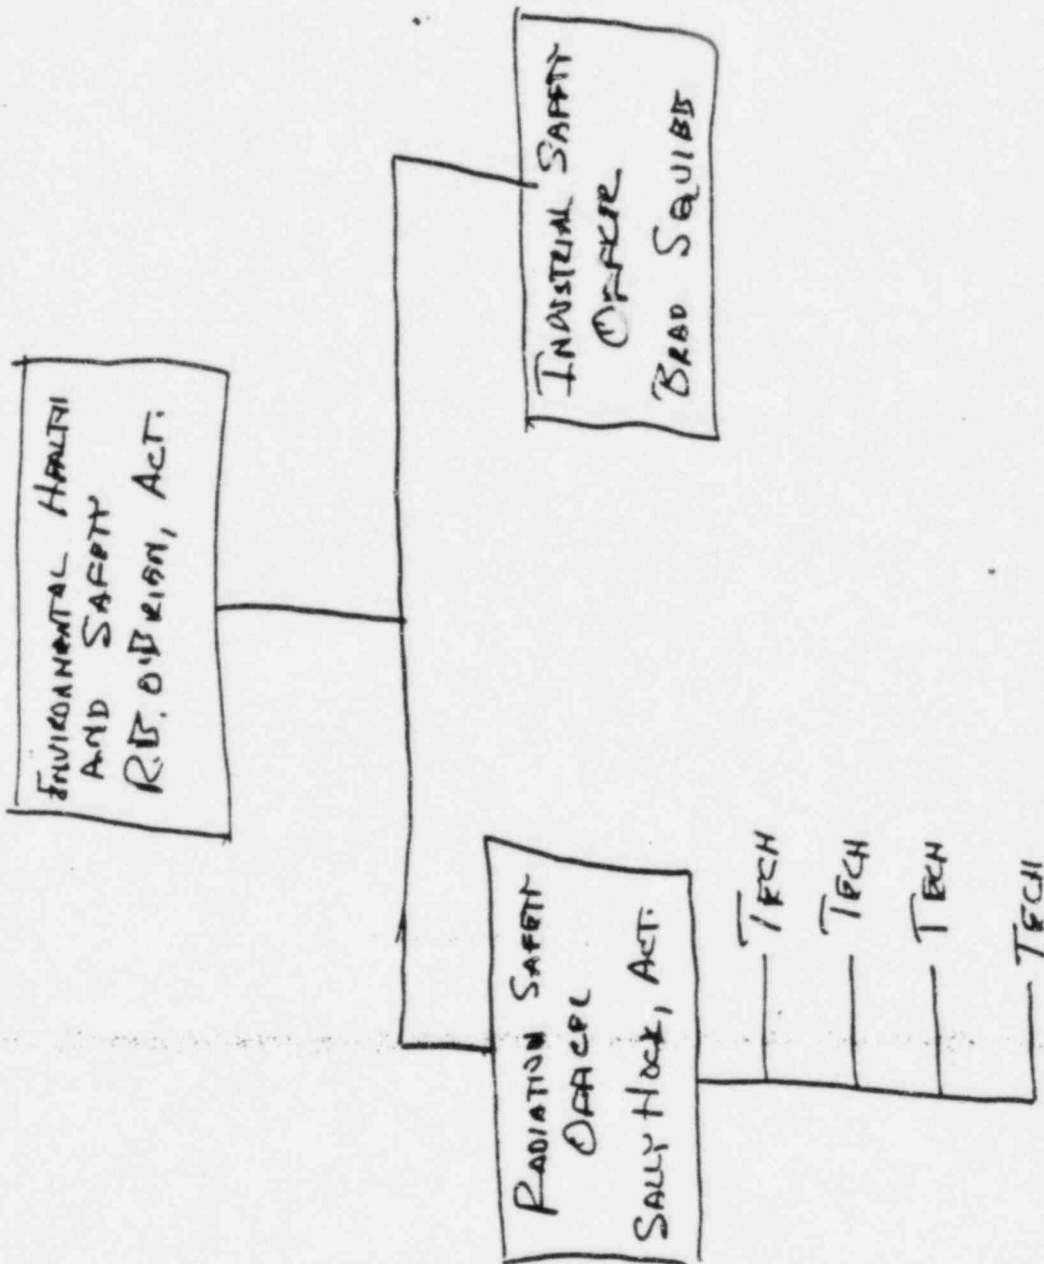 ENVIRONMENTAL HEALTH
AND SAFETY
R.B. O'BRIEN, ACT.
RADIATION SAFETY
OFFICER
SALLY HOCK, ACT.
TECH
TECH
TECH
TECH
INDUSTRIAL SAFETY
OFFICER
BRAD SQUIBB